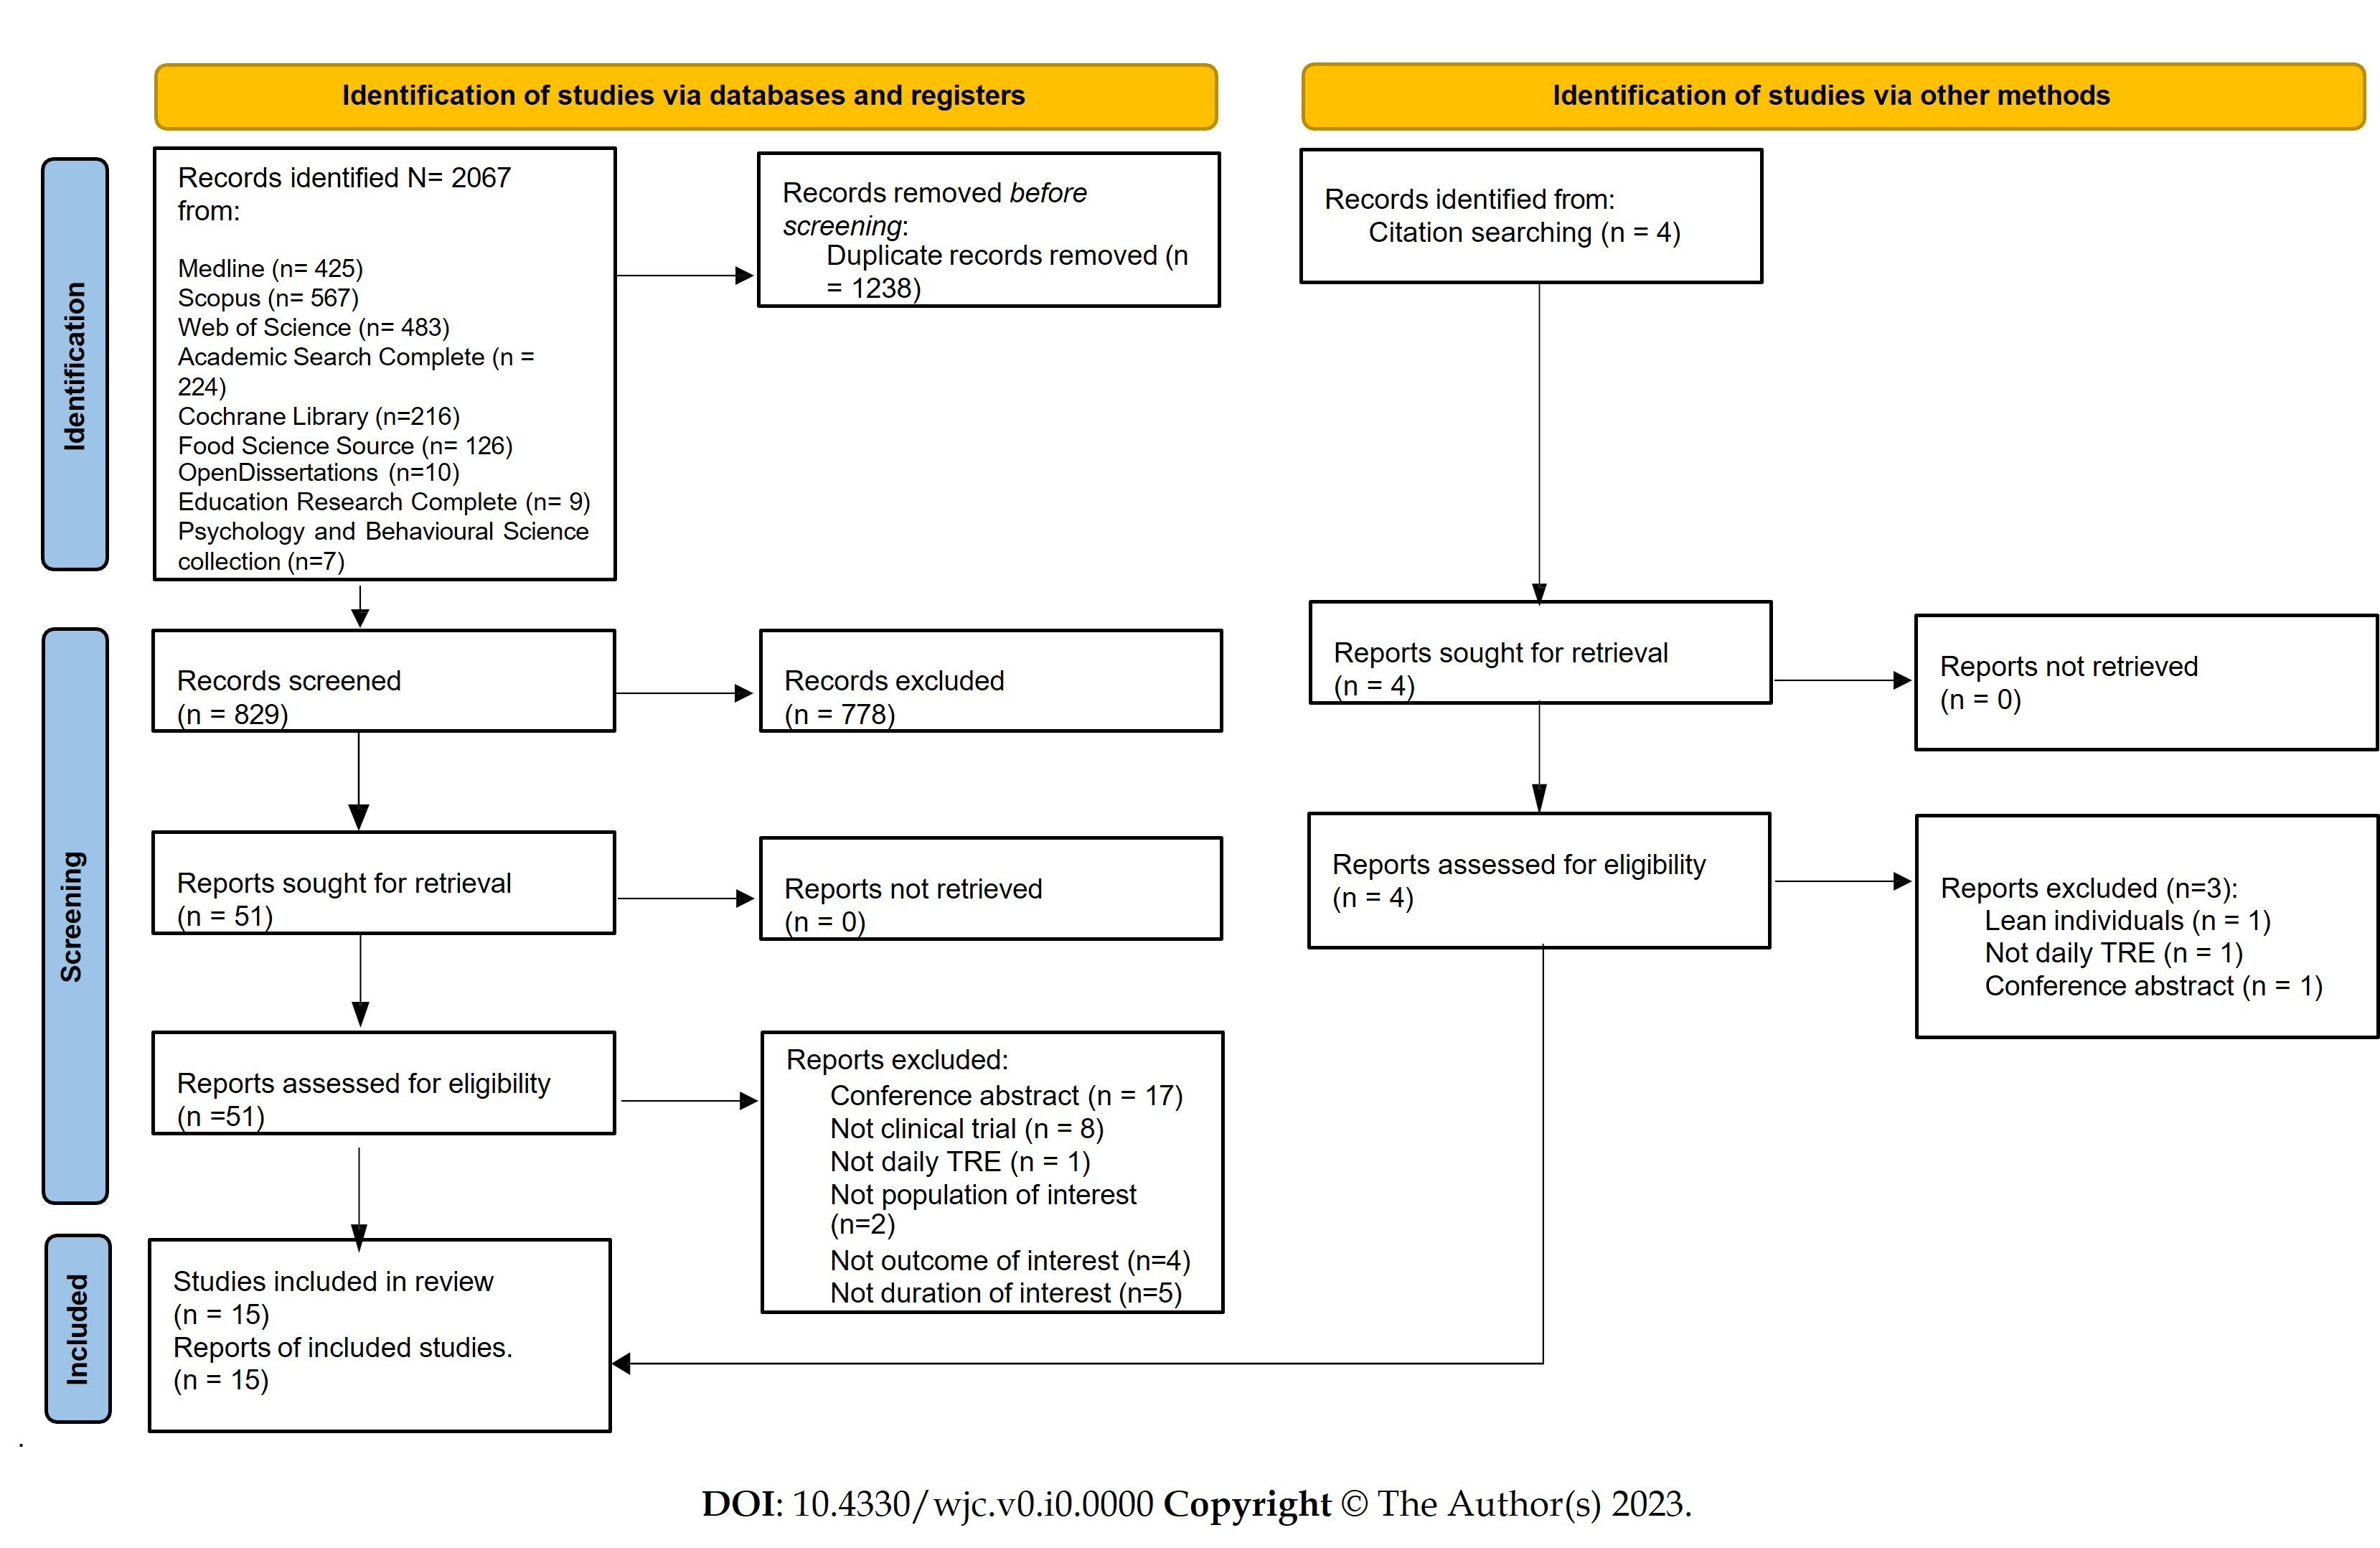 Identification of studies via databases and registers
Identification of studies via other methods
Identification
Records identified N= 2067
from:
Medline (n= 425)
Scopus (n= 567)
Web of Science (n= 483)
Academic Search Complete (n =
224)
Cochrane Library (n=216)
Food Science Source (n= 126)
OpenDissertations (n=10)
Education Research Complete (n= 9)
Psychology and Behavioural Science
collection (n=7)
Records removed before
screening:
Duplicate records removed (n
= 1238)
Records identified from:
Citation searching (n = 4)
Screening
Records screened
(n = 829)
Records excluded
(n = 778)
Reports sought for retrieval
(n = 4)
Reports not retrieved
(n = 0)
Reports sought for retrieval
(n = 51)
Reports not retrieved
(n = 0)
Reports assessed for eligibility
(n = 4)
Reports excluded (n=3):
Lean individuals (n = 1)
Not daily TRE (n = 1)
Conference abstract (n = 1)
Reports assessed for eligibility
(n =51)
Reports excluded:
Conference abstract (n = 17)
Not clinical trial (n = 8)
Not daily TRE (n = 1)
Not population of interest
(n=2)
Not outcome of interest (n=4)
Not duration of interest (n=5)
Included
Studies included in review
(n = 15)
Reports of included studies.
(n = 15)
.
DOI: 10.4330/wjc.v0.i0.0000 Copyright © The Author(s) 2023.